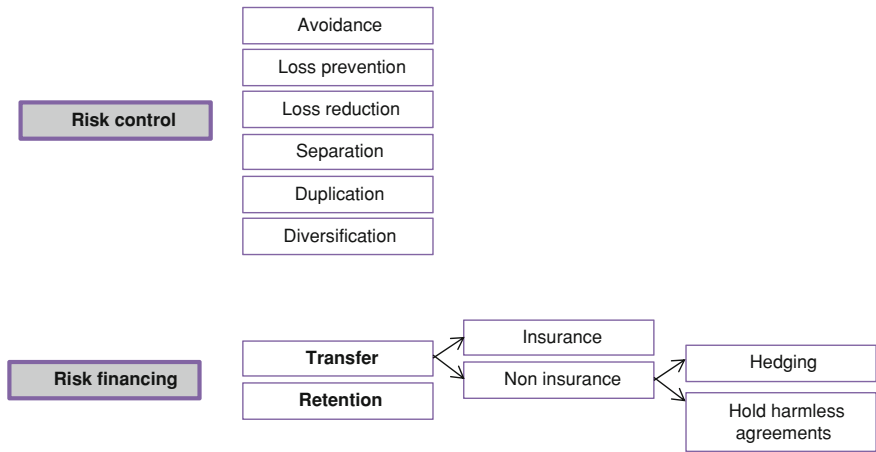 Avoidance
Loss prevention
Risk control
Loss reduction
Separation
Duplication
Diversification
Risk financing
Transfer
Retention
Insurance
Non insurance
Hedging
Hold harmless
agreements